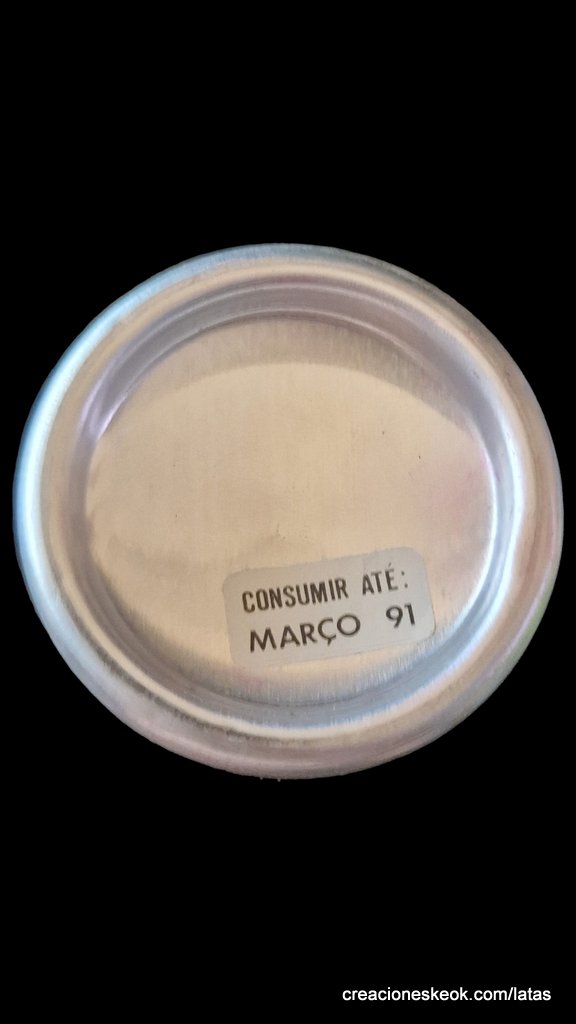 CONSUMIR ATÉ:
MARÇO 91
creacioneskeok.com/latas